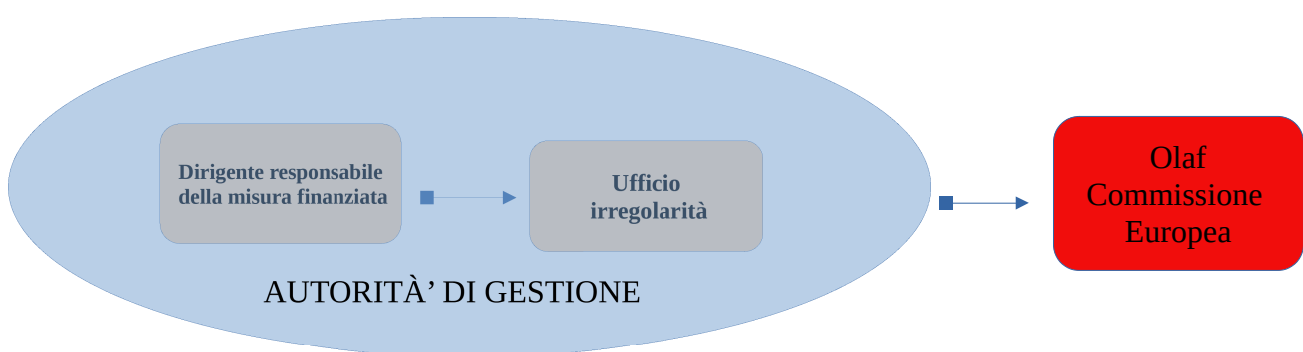 Dirigente responsabile
della misura finanziata
Ufficio
irregolarità
AUTORITÀ’ DI GESTIONE
Olaf
Commissione
Europea